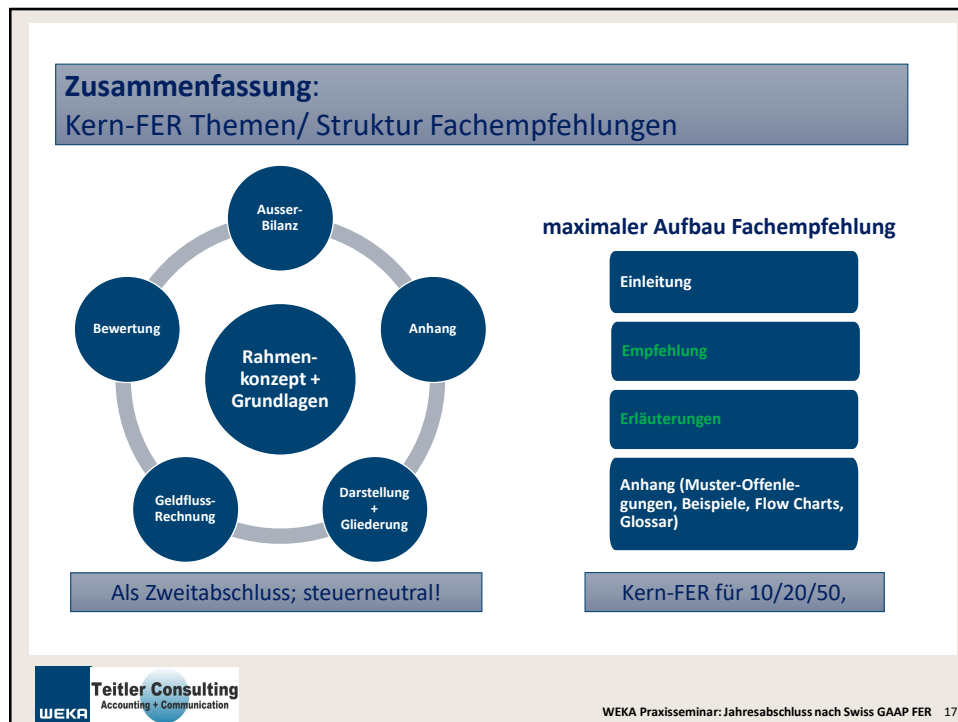 Zusammenfassung:
Kern-FER Themen/ Struktur Fachempfehlungen
Ausser-
Bilanz
Anhang
Darstellung
+
Gliederung
Geldfluss-
Rechnung
Bewertung
Rahmen-
konzept +
Grundlagen
Als Zweitabschluss; steuerneutral!
maximaler Aufbau Fachempfehlung
Einleitung
Empfehlung
Erläuterungen
Anhang (Muster-Offenle-
gungen, Beispiele, Flow Charts,
Glossar)
Kern-FER für 10/20/50,
WEKA
Teitler Consulting
Accounting + Communication
WEKA Praxisseminar: Jahresabschluss nach Swiss GAAP FER 17